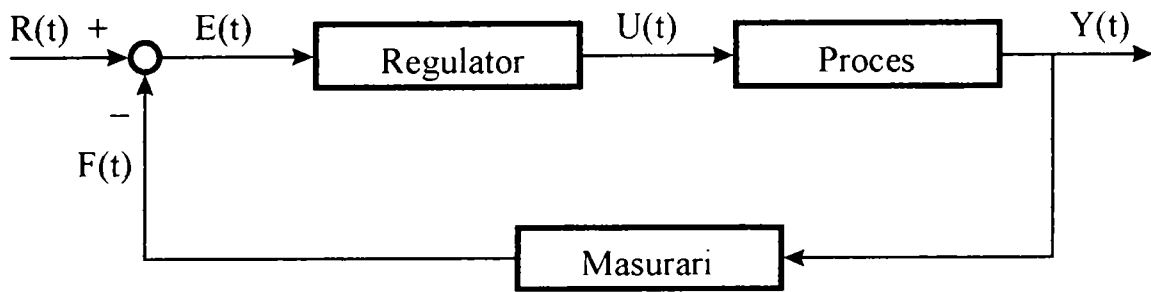 R(t) + E(t) Regulator U(t) Proces Y(t)
−
F(t)
Masurari